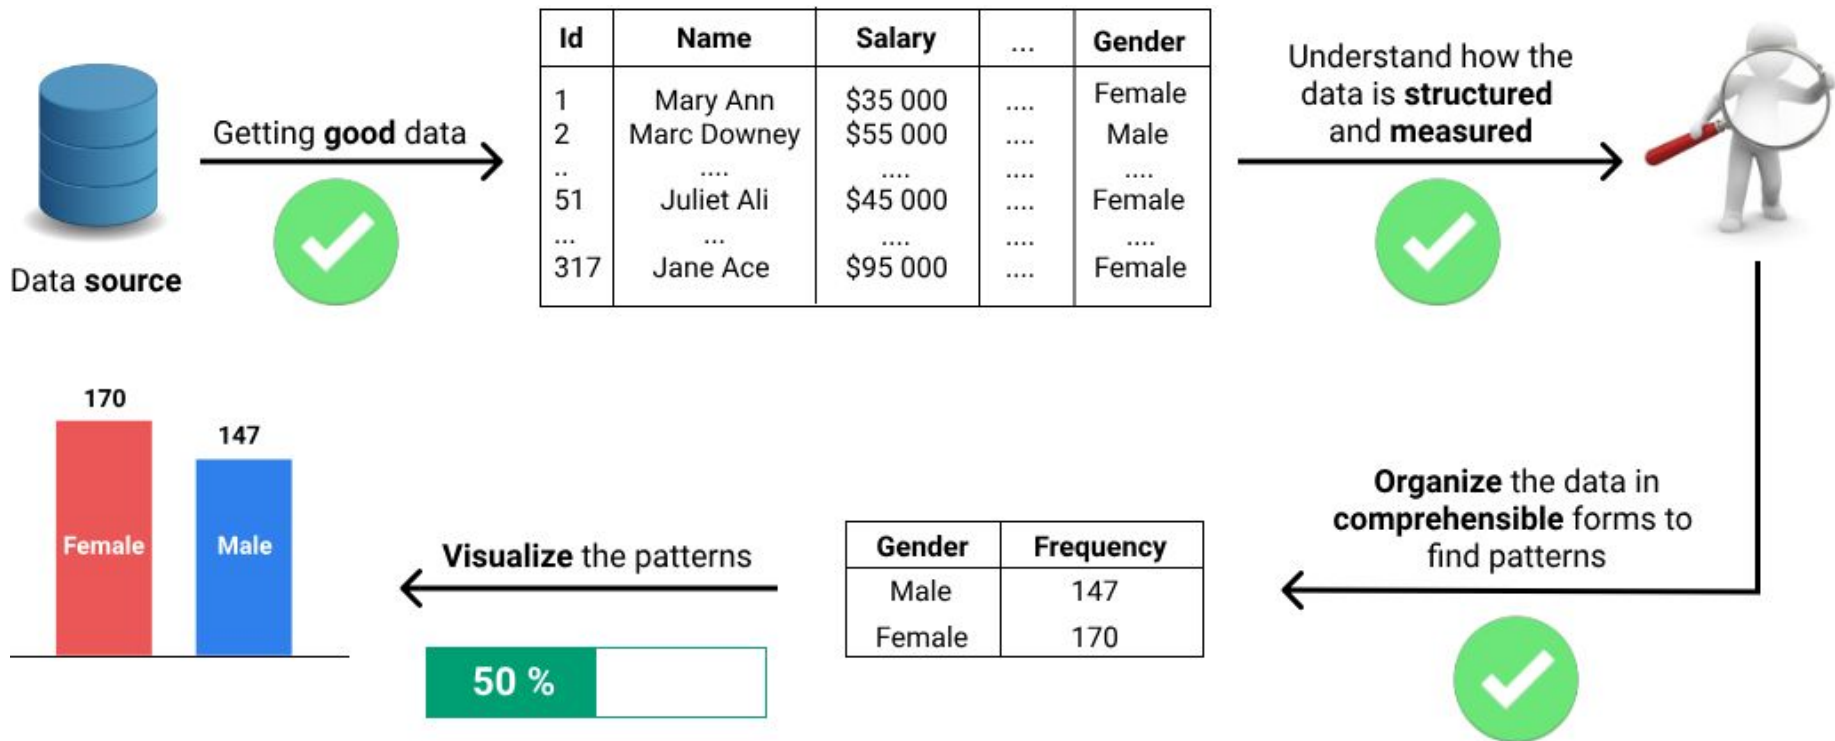 Data source
Getting good data
Id Name Salary ... Gender
1 Mary Ann $35 000 .... Female
2 Marc Downey $55 000 .... Male
.. .... .... .... ....
51 Juliet Ali $45 000 .... Female
... ... .... .... ....
317 Jane Ace $95 000 .... Female
Understand how the
data is structured
and measured
Organize the data in
comprehensible forms to
find patterns
Gender Frequency
Male 147
Female 170
Visualize the patterns
50 %
170
147
Female Male